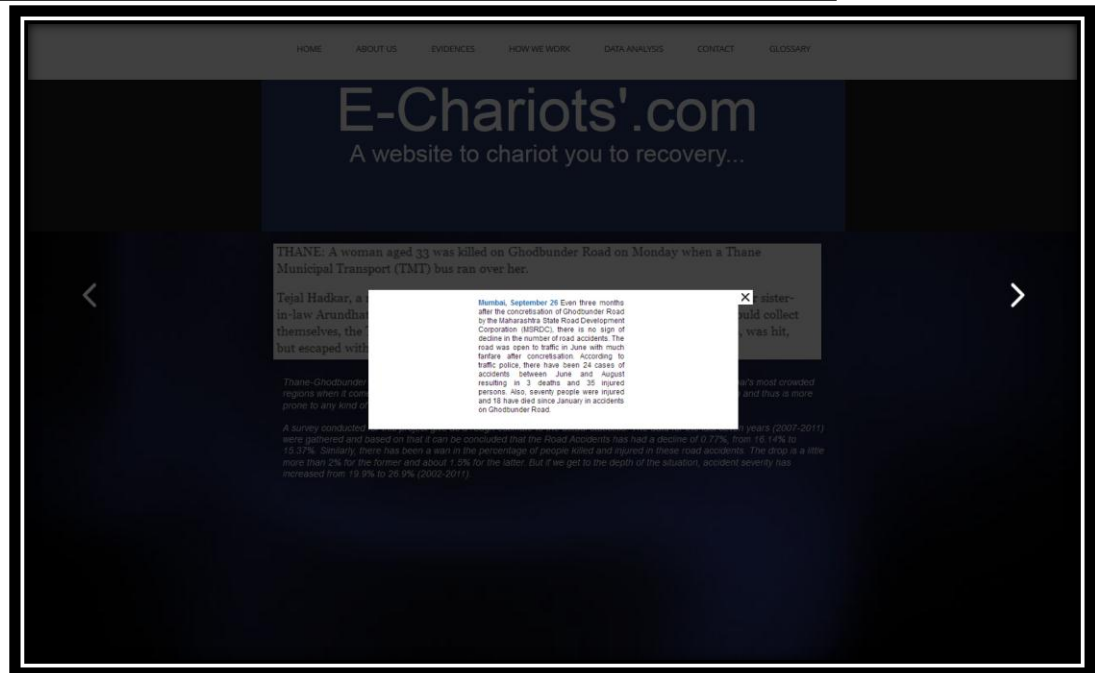 HOME ABOUT US EVIDENCES HOW WE WORK DATA ANALYSIS CONTACT GLOSSARY
E-Chariots'.com
A website to chariot you to recovery...
THANE: A woman aged 33 was killed on Ghodbunder Road on Monday when a Thane
Municipal Transport (TMT) bus ran over her.
Tejal Hadkar, a
sister-
in-law
collect
themselves, the
, was hit,
but escaped with
Mumbai, September 26 Even three months
after the concretisation of Ghodbunder Road
by the Maharashtra State Road Development
Corporation (MSRDC), there is no sign of
decline in the number of road accidents. The
road was open to traffic in June with much
fanfare after concretisation. According to
traffic police, there have been 24 cases of
accidents between June and August
resulting in 3 deaths and 35 injured
persons. Also, seventy people were injured
and 18 have died since January in accidents
on Ghodbunder Road.
Thane-Ghodbunder
most crowded
regions when it
and thus is more
prone to any kind of
A survey conducted
years (2007-2011)
were gathered and based on that it can be concluded that the Road Accidents has had a decline of 0.77%, from 16.14% to
15.37%. Similarly, there has been a wan in the percentage of people killed and injured in these road accidents. The drop is a little
more than 2% for the former and about 1.5% for the latter. But if we get to the depth of the situation, accident severity has
increased from 19.9% to 26.9% (2002-2011)